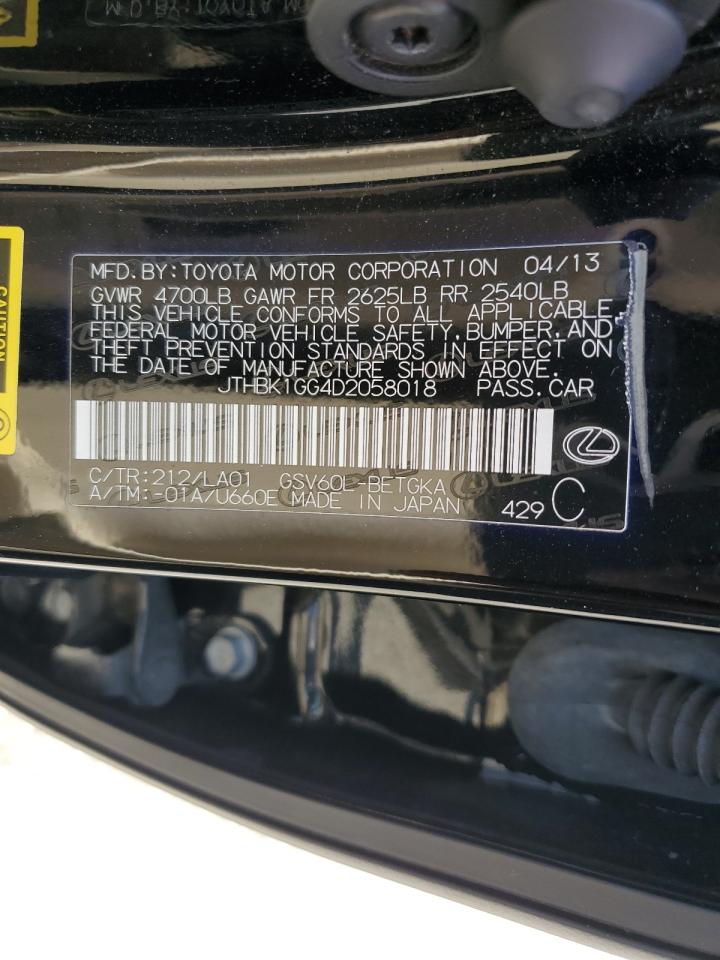 MFD.BY:TOYOTA MOTOR CORPORATION 04/13
GVWR 4700LB GAWR FR 2625LB RR 2540LB
THIS VEHICLE CONFORMS TO ALL APPLICABLE
FEDERAL MOTOR VEHICLE SAFETY,BUMPER,AND
THEFT PREVENTION STANDARDS IN EFFECT ON
THE DATE OF MANUFACTURE SHOWN ABOVE.
JTHBK1GG4D2058018 PASS.CAR
C/TR:212/LA01 GSV60L-BETGKA
A/TM:-01A/U660E MADE IN JAPAN
429 C
CAUTION